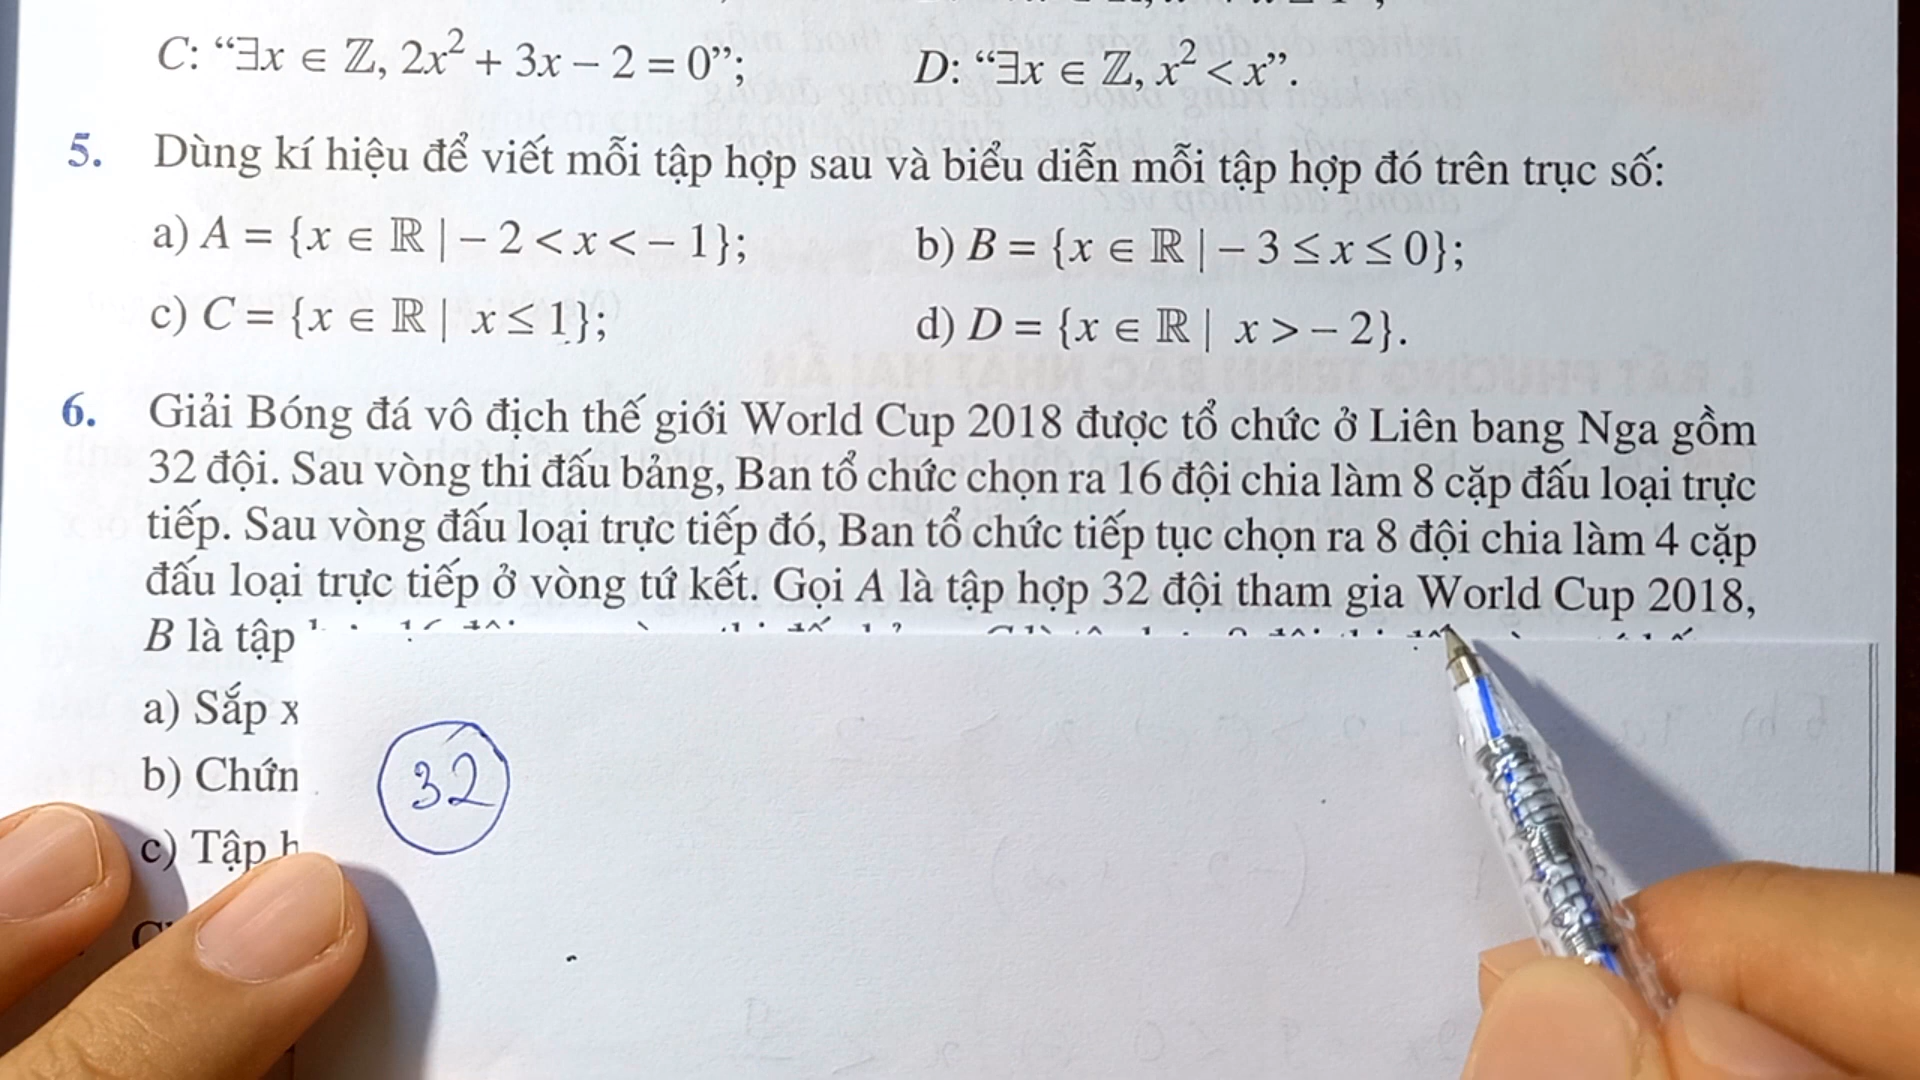 C: “∃x ∈ ℤ, 2x² + 3x – 2 = 0”; D: “∃x ∈ ℤ, x² < x”.
5. Dùng kí hiệu để viết mỗi tập hợp sau và biểu diễn mỗi tập hợp đó trên trục số:
a) A = {x ∈ ℝ | – 2 < x < – 1}; b) B = {x ∈ ℝ | – 3 ≤ x ≤ 0};
c) C = {x ∈ ℝ | x ≤ 1}; d) D = {x ∈ ℝ | x > – 2}.
6. Giải Bóng đá vô địch thế giới World Cup 2018 được tổ chức ở Liên bang Nga gồm
32 đội. Sau vòng thi đấu bảng, Ban tổ chức chọn ra 16 đội chia làm 8 cặp đấu loại trực
tiếp. Sau vòng đấu loại trực tiếp đó, Ban tổ chức tiếp tục chọn ra 8 đội chia làm 4 cặp
đấu loại trực tiếp ở vòng tứ kết. Gọi A là tập hợp 32 đội tham gia World Cup 2018,
B là tập
a) Sắp x
b) Chứn
c) Tập h
32